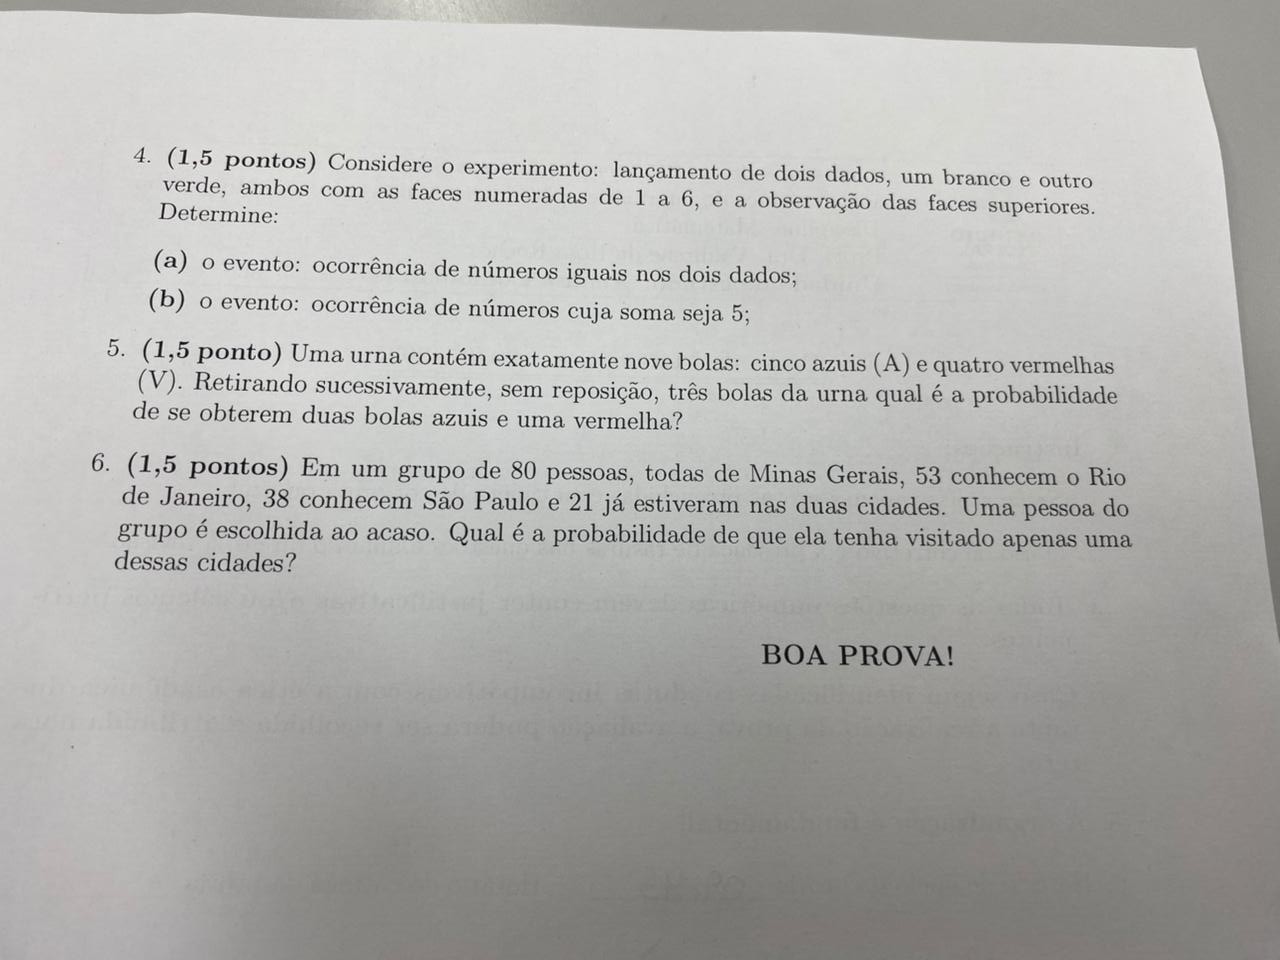 4. (1,5 pontos) Considere o experimento: lançamento de dois dados, um branco e outro
verde, ambos com as faces numeradas de 1 a 6, e a observação das faces superiores.
Determine:
(a) o evento: ocorrência de números iguais nos dois dados;
(b) o evento: ocorrência de números cuja soma seja 5;
5. (1,5 ponto) Uma urna contém exatamente nove bolas: cinco azuis (A) e quatro vermelhas
(V). Retirando sucessivamente, sem reposição, três bolas da urna qual é a probabilidade
de se obterem duas bolas azuis e uma vermelha?
6. (1,5 pontos) Em um grupo de 80 pessoas, todas de Minas Gerais, 53 conhecem o Rio
de Janeiro, 38 conhecem São Paulo e 21 já estiveram nas duas cidades. Uma pessoa do
grupo é escolhida ao acaso. Qual é a probabilidade de que ela tenha visitado apenas uma
dessas cidades?
BOA PROVA!